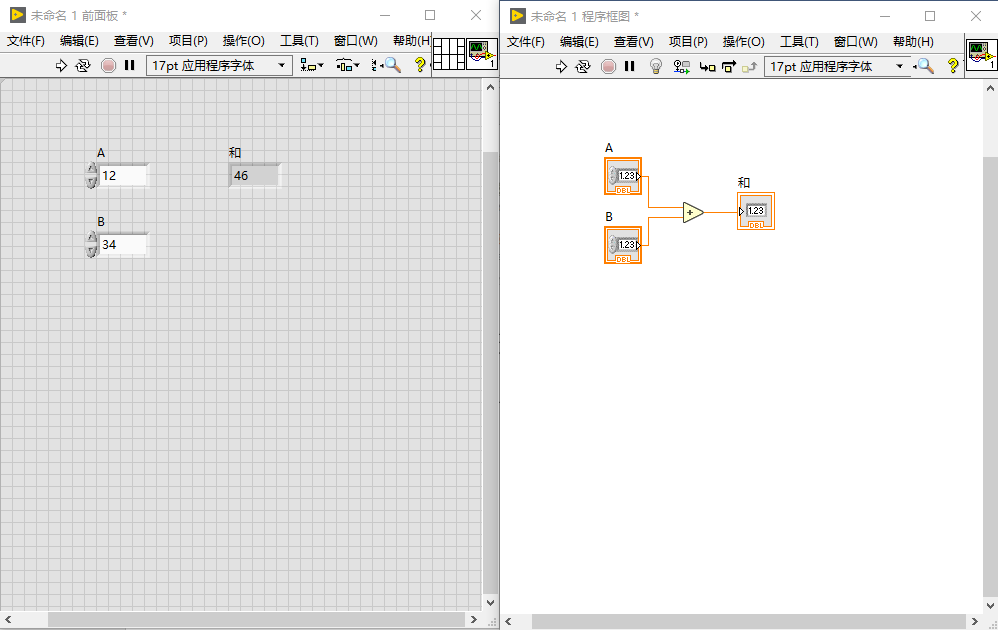 未命名 1 前面板 *
文件(F) 编辑(E) 查看(V) 项目(P) 操作(O) 工具(T) 窗口(W) 帮助(H
17pt 应用程序字体
1
A
12
和
46
B
34
未命名 1 程序框图 *
文件(F) 编辑(E) 查看(V) 项目(P) 操作(O) 工具(T) 窗口(W) 帮助(H)
17pt 应用程序字体
1
A
1.23
DBL
B
1.23
DBL
和
1.23
DBL